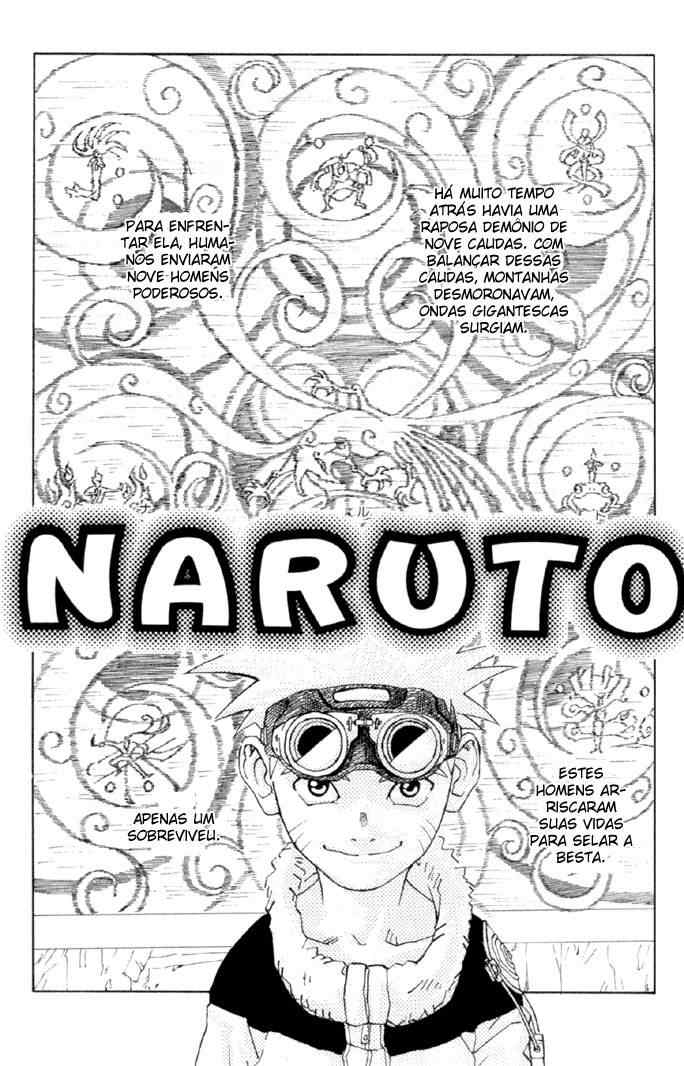 HÁ MUITO TEMPO
ATRÁS HAVIA UMA
RAPOSA DEMÔNIO DE
NOVE CAUDAS. COM
BALANÇAR DESSAS
CAUDAS, MONTANHAS
DESMORONAVAM,
ONDAS GIGANTESCAS
SURGIAM.
PARA ENFREN-
TAR ELA, HUMA-
NOS ENVIARAM
NOVE HOMENS
PODEROSOS.
NARUTO
ESTES
HOMENS AR-
RISCARAM
SUAS VIDAS
PARA SELAR A
BESTA.
APENAS UM
SOBREVIVEU.